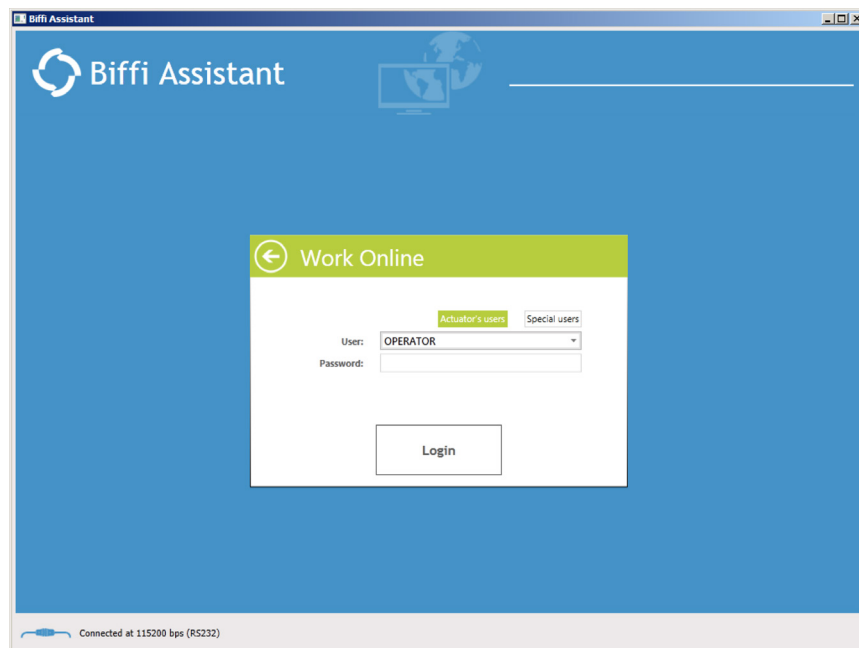 Biffi Assistant
Biffi Assistant
Work Online
Actuator's users Special users
User: OPERATOR
Password:
Login
Connected at 115200 bps (RS232)